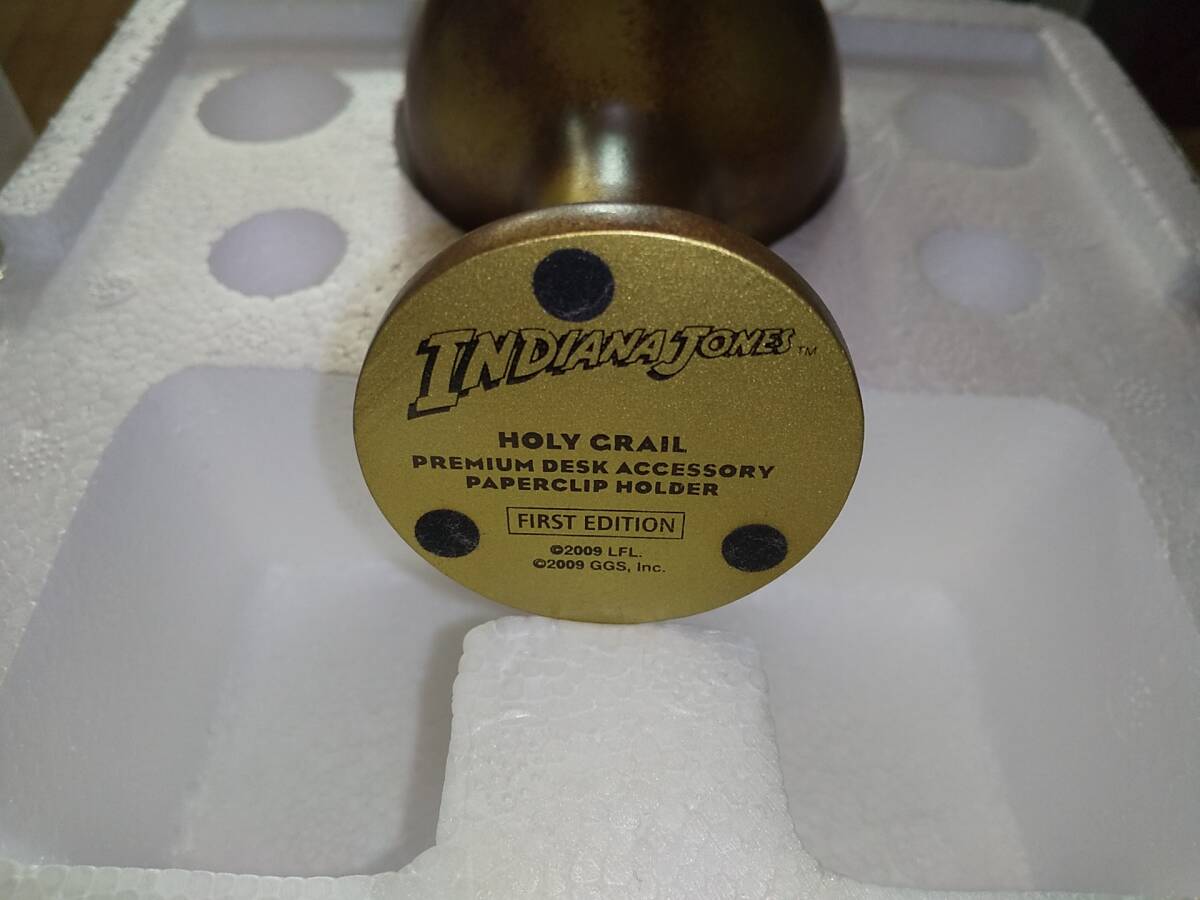 INDIANA JONES™
HOLY GRAIL
PREMIUM DESK ACCESSORY
PAPERCLIP HOLDER
FIRST EDITION
©2009 LFL.
©2009 GGS, Inc.